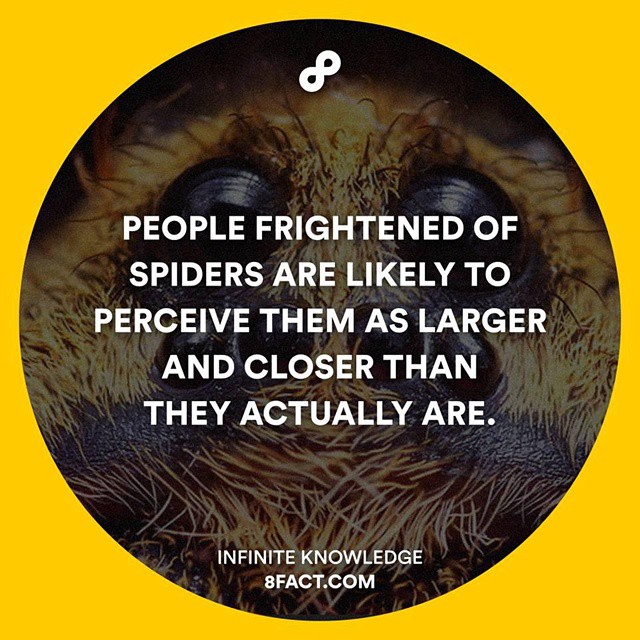 PEOPLE FRIGHTENED OF
SPIDERS ARE LIKELY TO
PERCEIVE THEM AS LARGER
AND CLOSER THAN
THEY ACTUALLY ARE.
INFINITE KNOWLEDGE
8FACT.COM